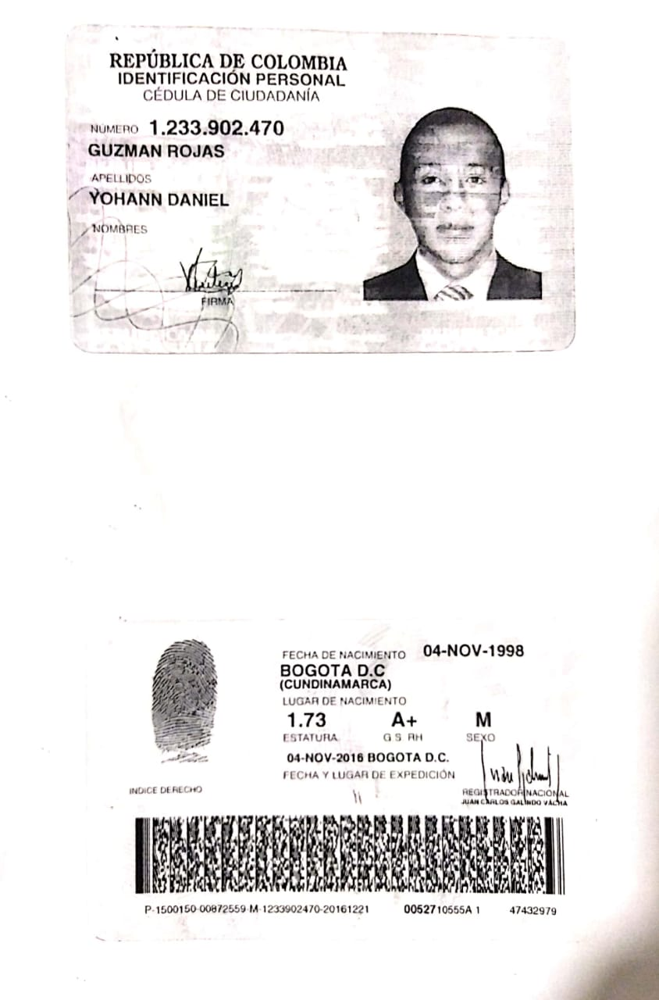 REPÚBLICA DE COLOMBIA
IDENTIFICACIÓN PERSONAL
CÉDULA DE CIUDADANÍA
NÚMERO 1.233.902.470
GUZMAN ROJAS
APELLIDOS
YOHANN DANIEL
NOMBRES
FIRMA
FECHA DE NACIMIENTO 04-NOV-1998
BOGOTA D.C
(CUNDINAMARCA)
LUGAR DE NACIMIENTO
1.73 A+ M
ESTATURA G S RH SEXO
04-NOV-2016 BOGOTA D.C.
FECHA Y LUGAR DE EXPEDICIÓN
INDICE DERECHO
REGISTRADOR NACIONAL
JUAN CARLOS GALINDO VÁCHA
P-1500150-00872559-M-1233902470-20161221 0052710555A 1 47432979